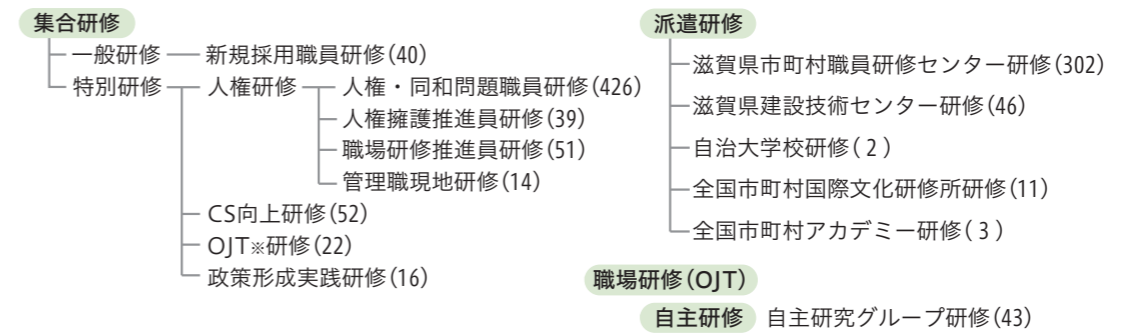 集合研修
一般研修 新規採用職員研修(40)
特別研修 人権研修 人権・同和問題職員研修(426)
人権擁護推進員研修(39)
職場研修推進員研修(51)
管理職現地研修(14)
CS向上研修(52)
OJT※研修(22)
政策形成実践研修(16)
派遣研修
滋賀県市町村職員研修センター研修(302)
滋賀県建設技術センター研修(46)
自治大学校研修( 2 )
全国市町村国際文化研修所研修(11)
全国市町村アカデミー研修( 3 )
職場研修(OJT)
自主研修 自主研究グループ研修(43)